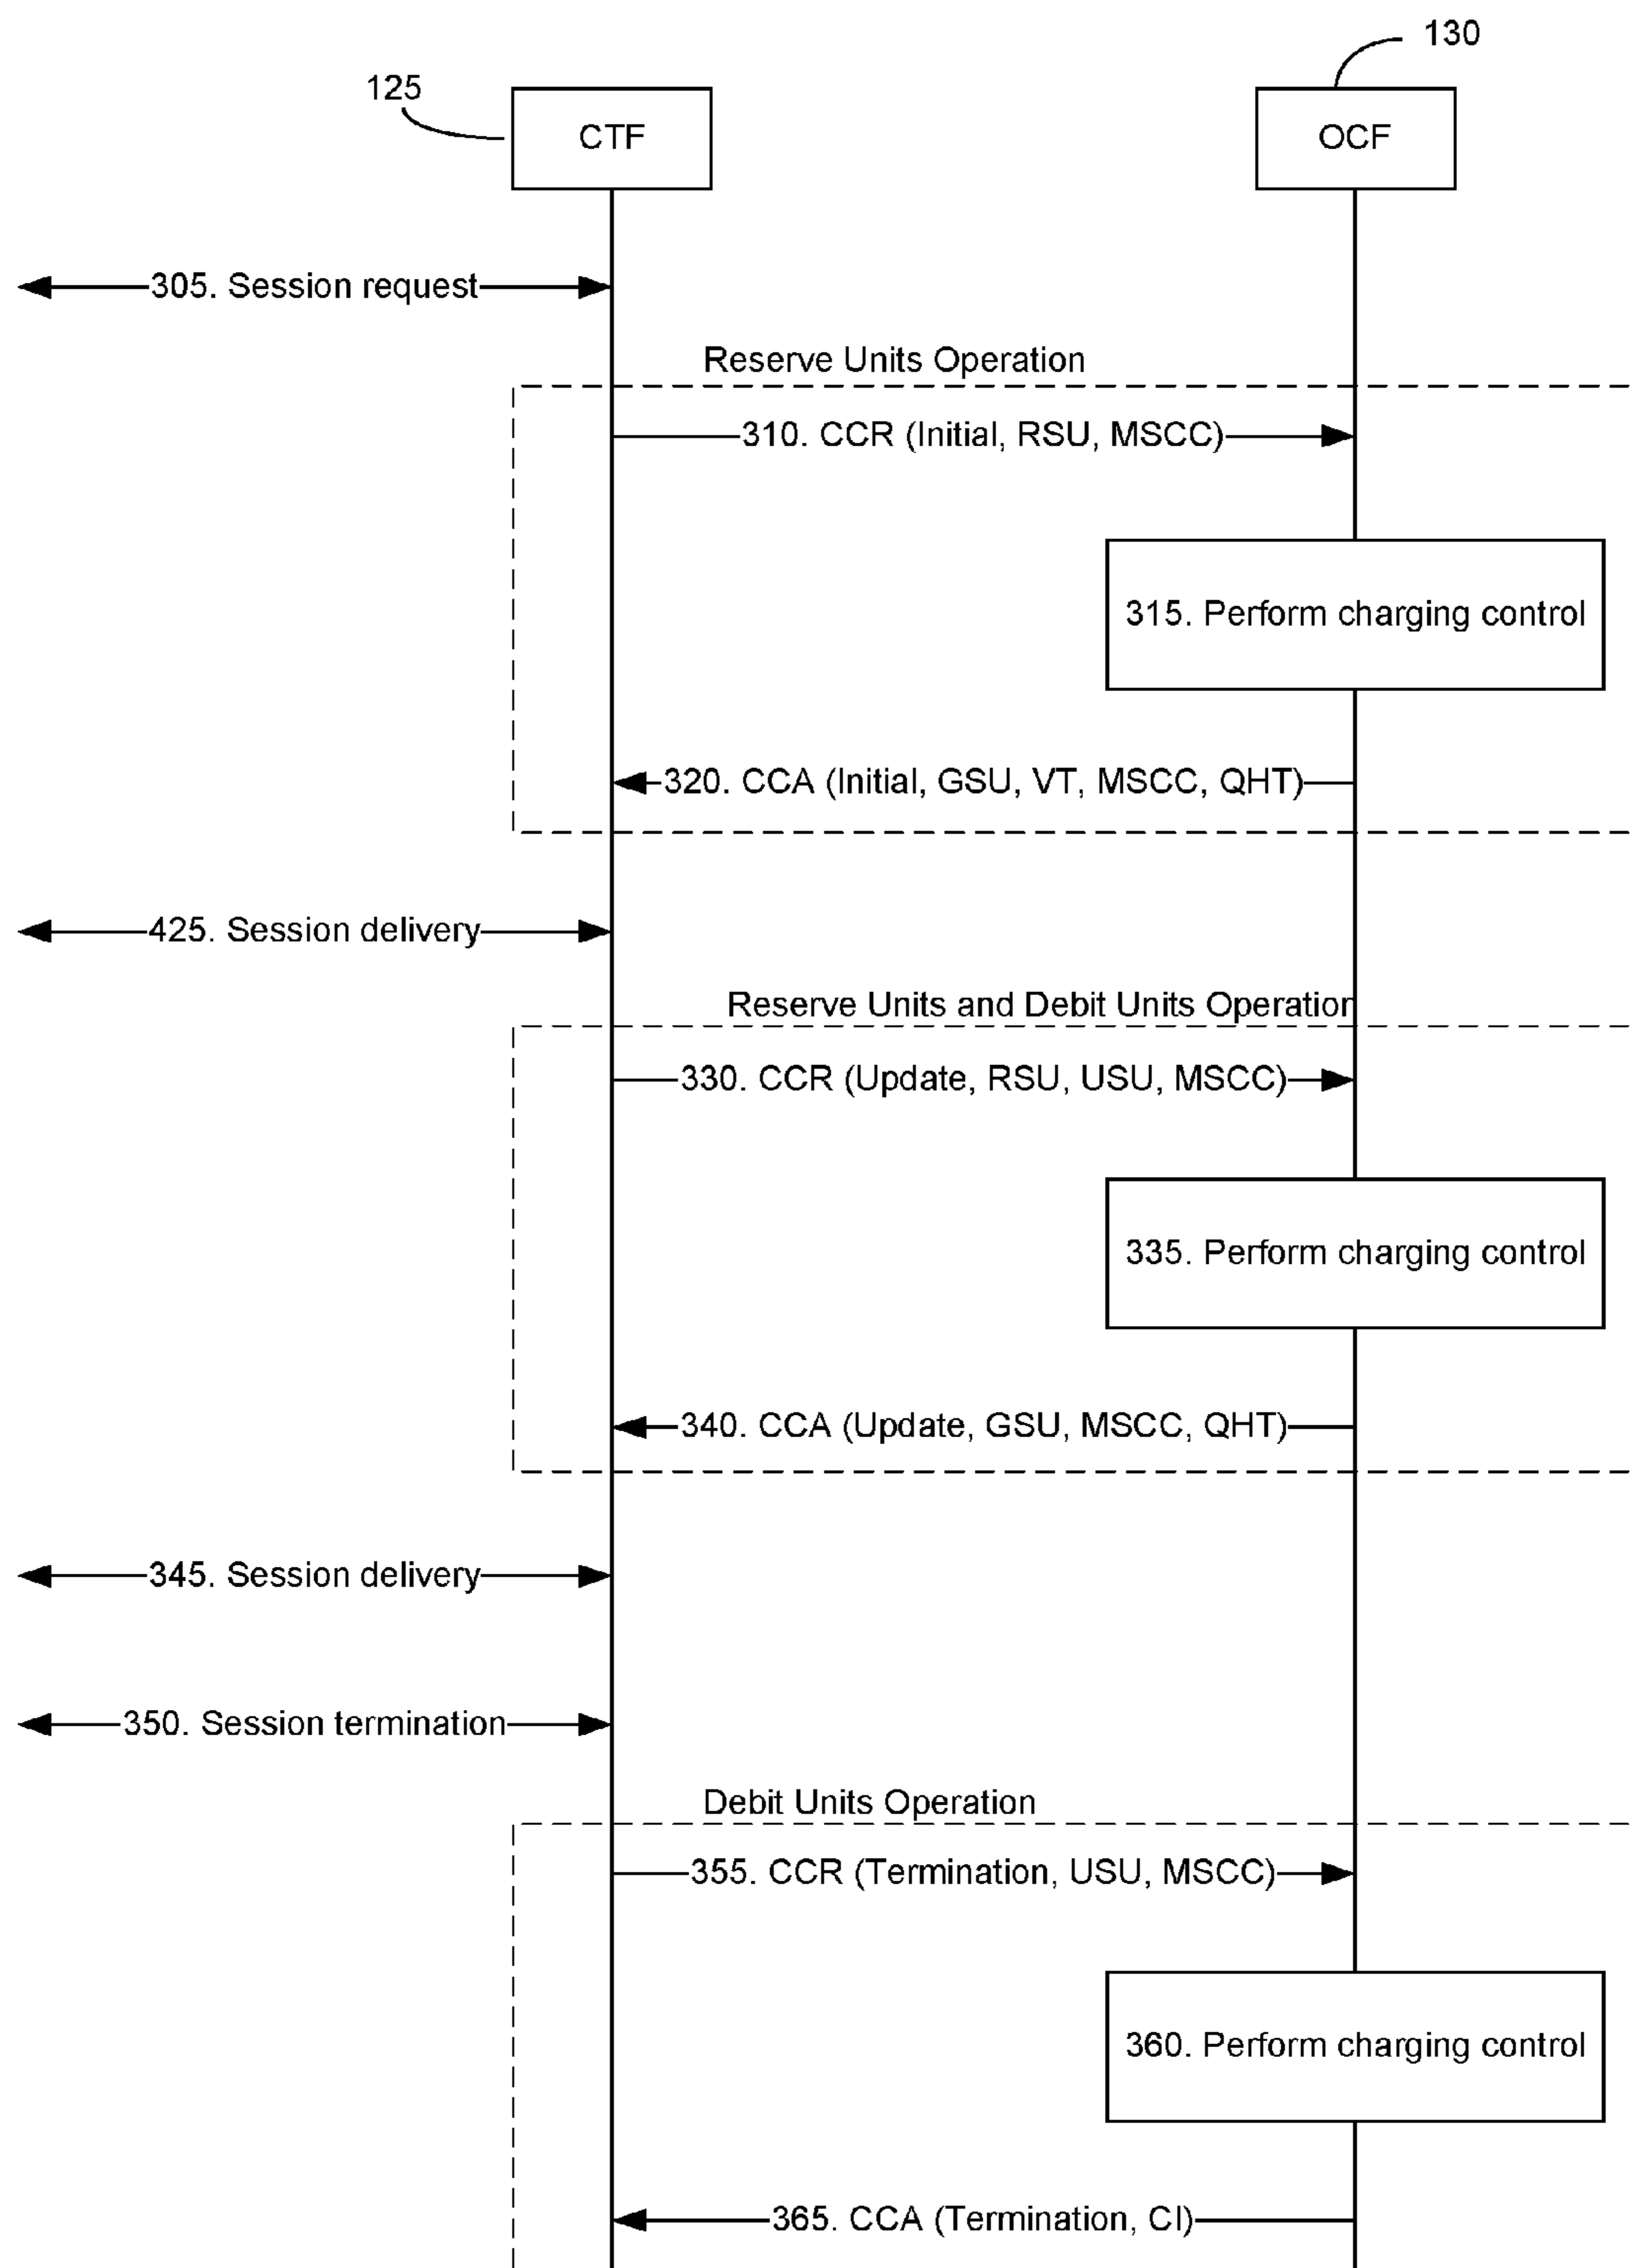 130
125
CTF
OCF
305. Session request
Reserve Units Operation
310. CCR (Initial, RSU, MSCC)
315. Perform charging control
320. CCA (Initial, GSU, VT, MSCC, QHT)
425. Session delivery
Reserve Units and Debit Units Operation
330. CCR (Update, RSU, USU, MSCC)
335. Perform charging control
340. CCA (Update, GSU, MSCC, QHT)
345. Session delivery
350. Session termination
Debit Units Operation
355. CCR (Termination, USU, MSCC)
360. Perform charging control
365. CCA (Termination, CI)